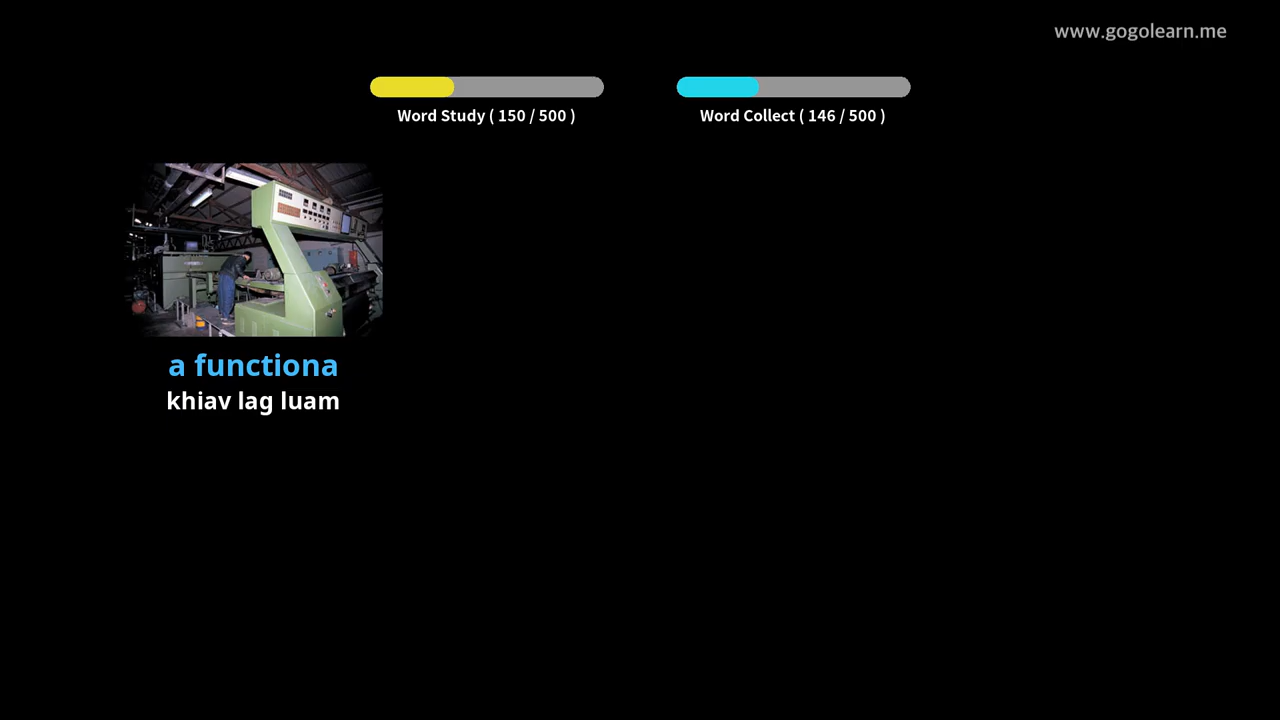 www.gogolearn.me
Word Study ( 150 / 500 )
Word Collect ( 146 / 500 )
a functiona
khiav lag luam